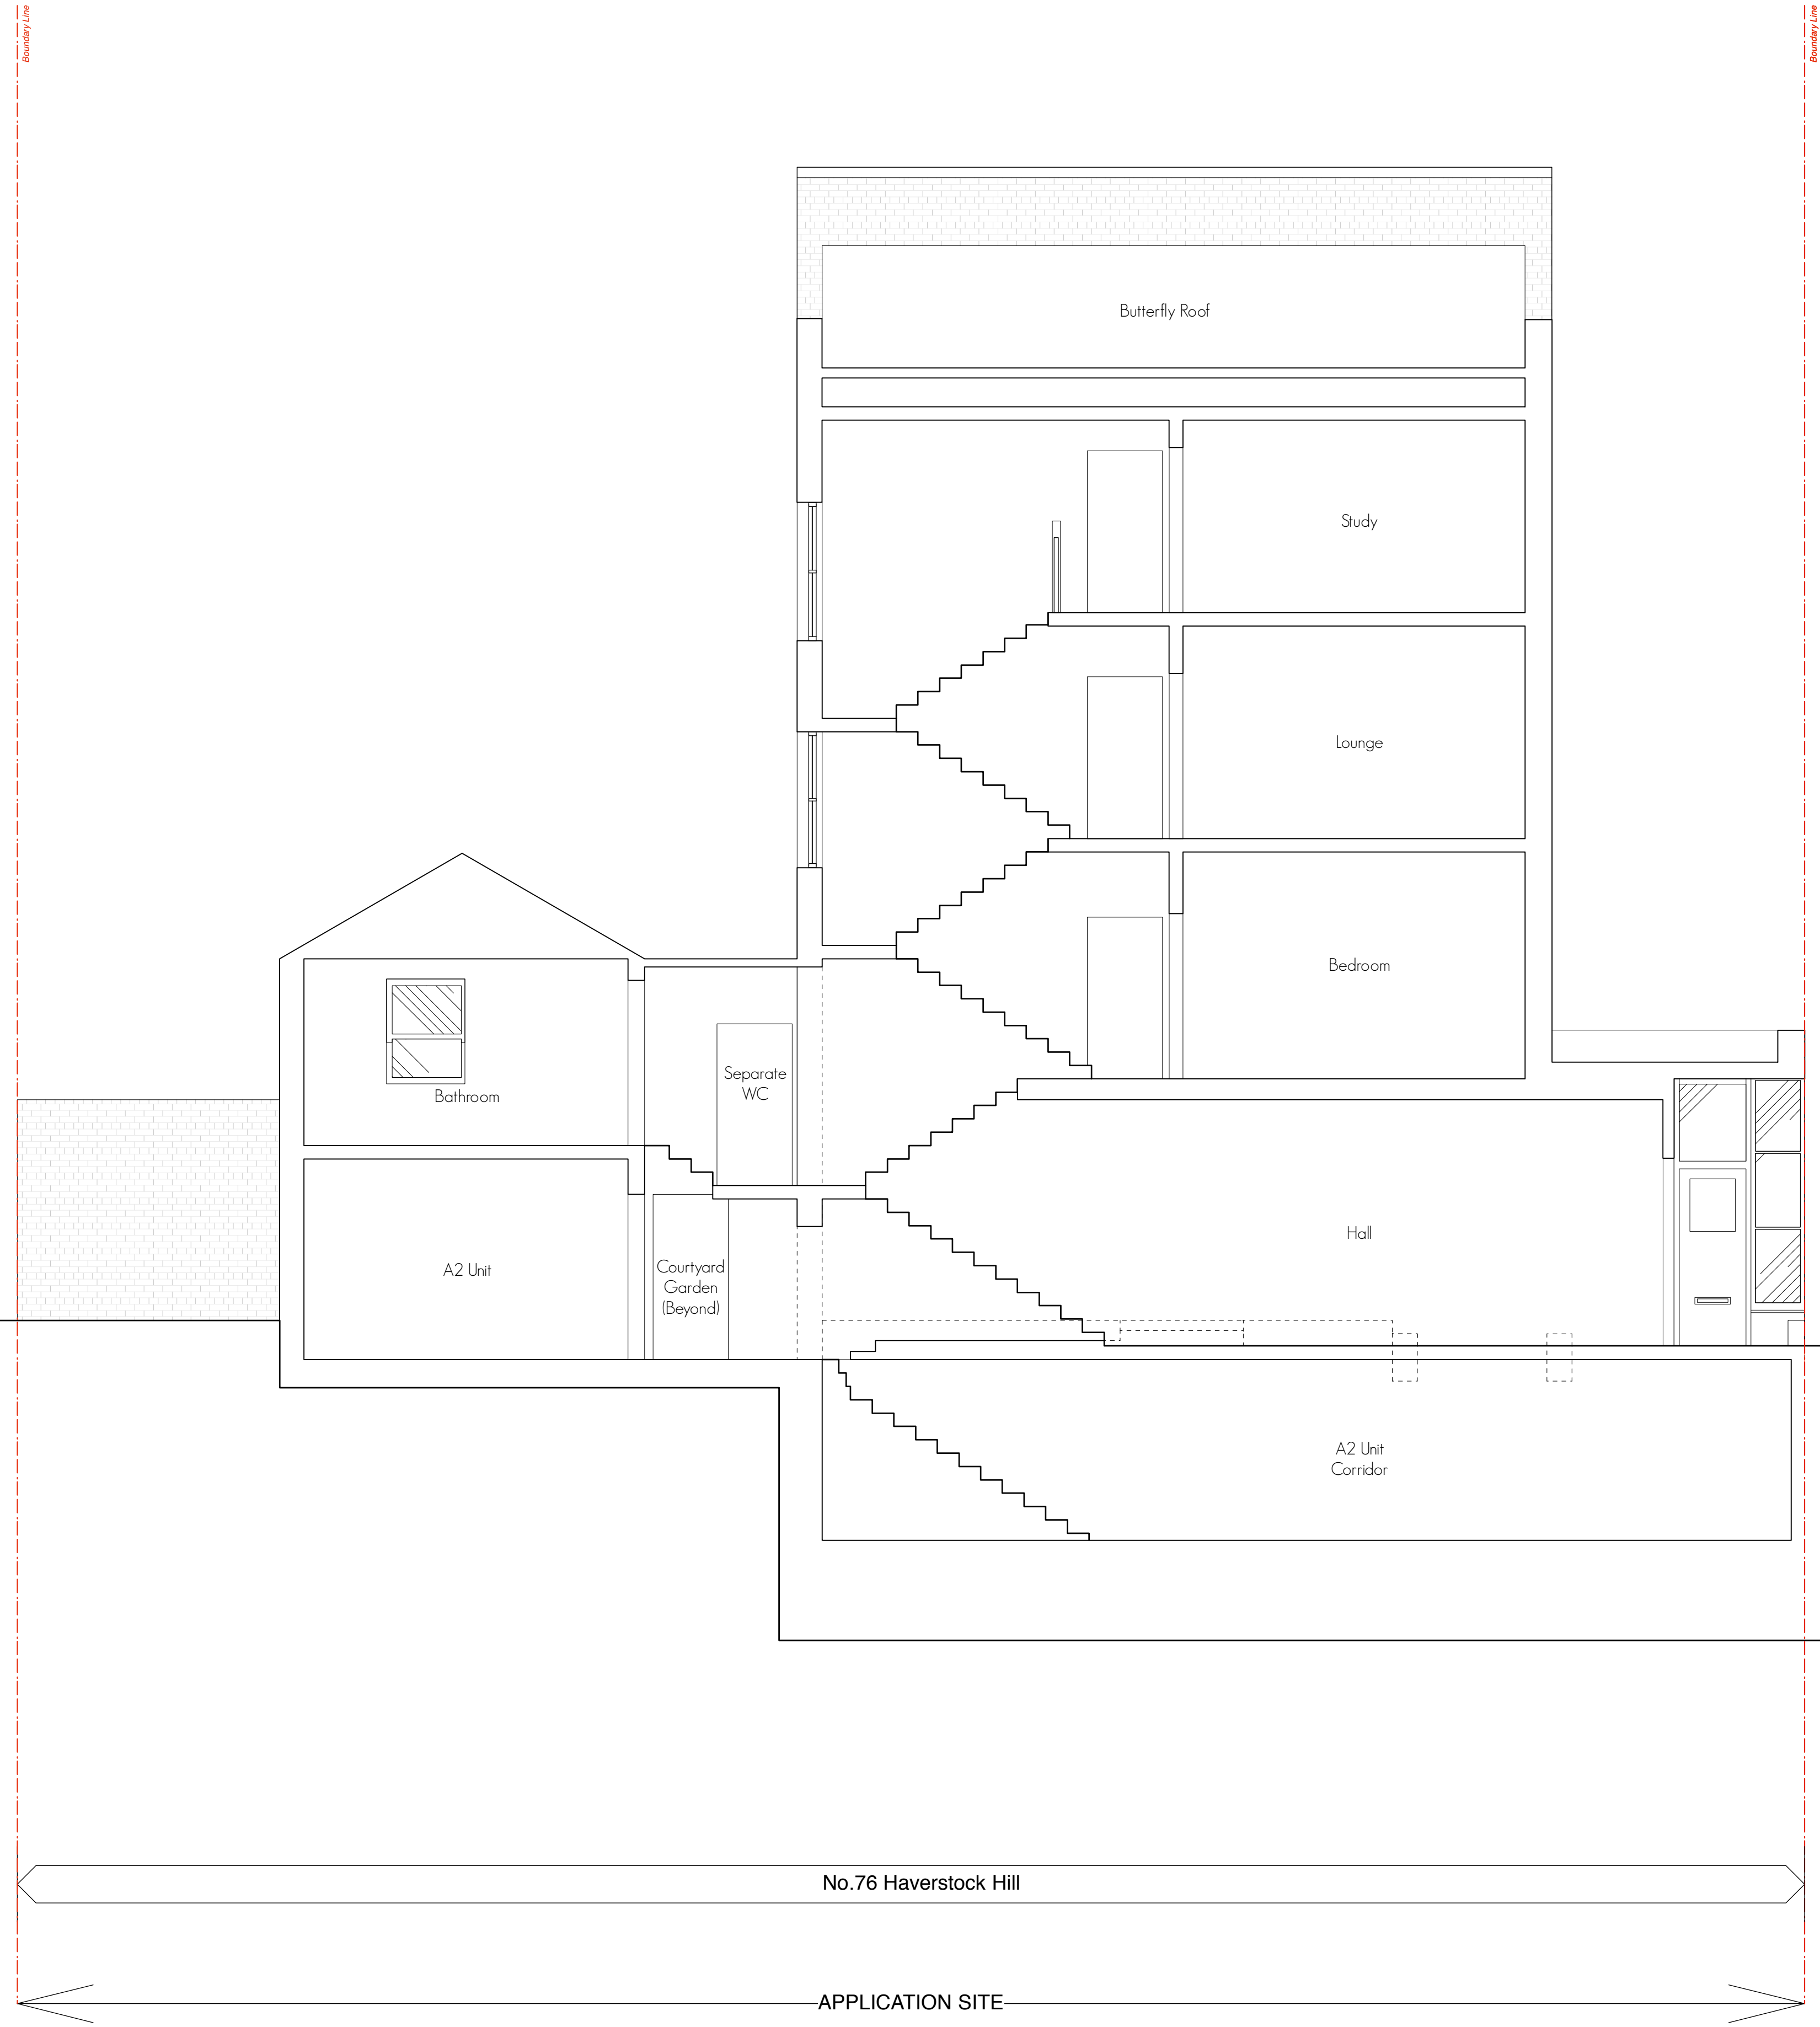 Boundary Line
Boundary Line
Butterfly Roof
Study
Lounge
Bedroom
Bathroom
Separate
WC
Hall
A2 Unit
Courtyard
Garden
(Beyond)
A2 Unit
Corridor
No.76 Haverstock Hill
APPLICATION SITE